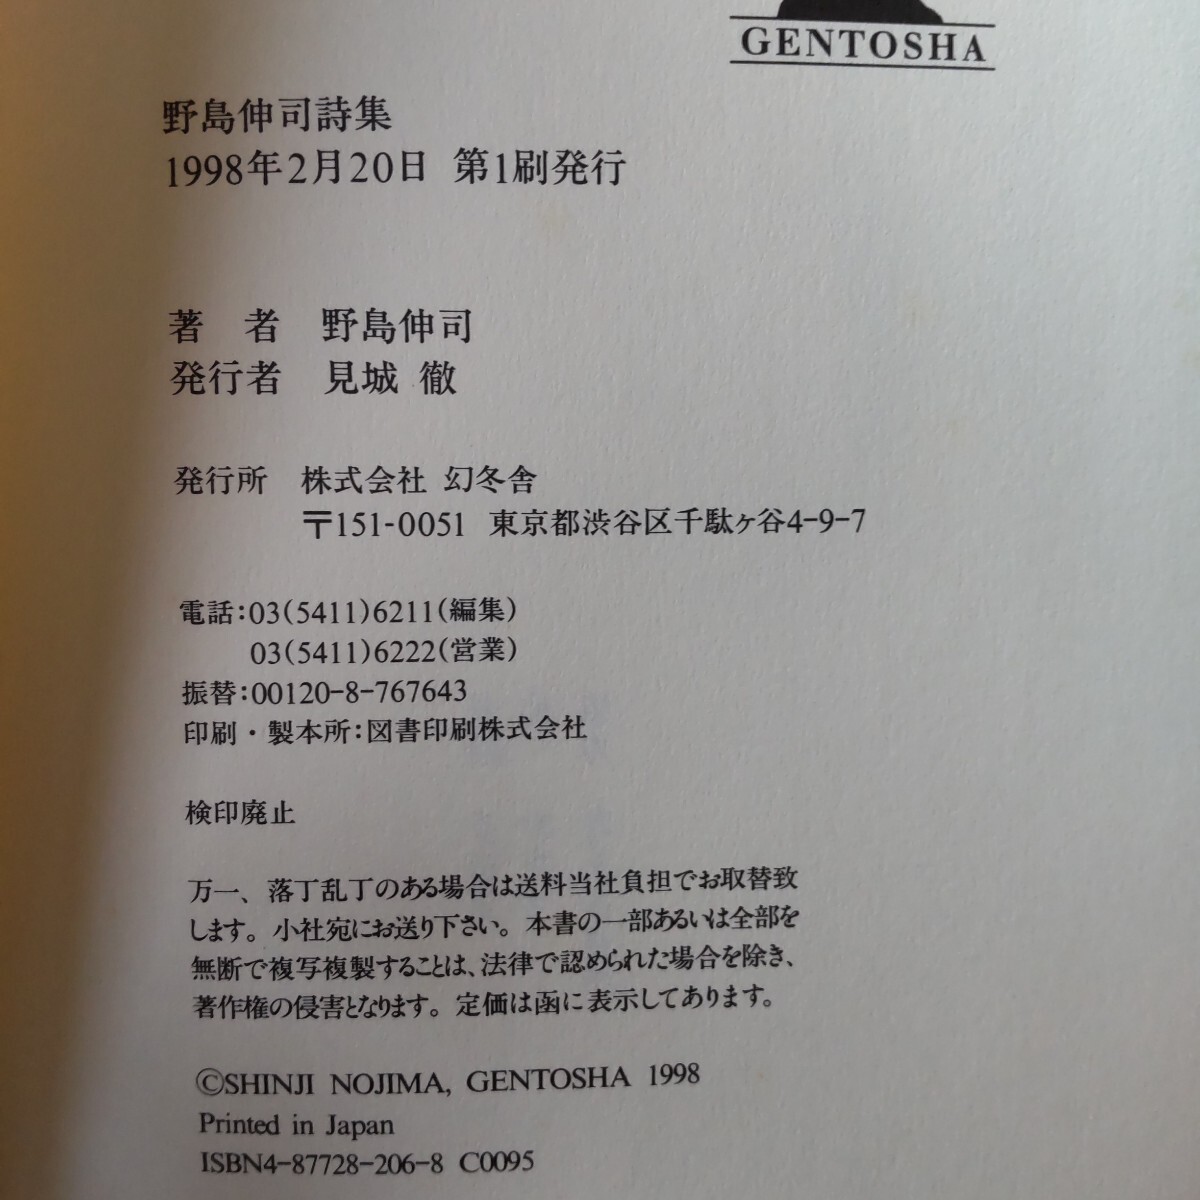 GENTOSHA
野島伸司詩集
1998年2月20日 第1刷発行
著　者　野島伸司
発行者　見城 徹
発行所　株式会社 幻冬舎
〒151-0051 東京都渋谷区千駄ヶ谷4-9-7
電話:03(5411)6211(編集)
03(5411)6222(営業)
振替:00120-8-767643
印刷・製本所:図書印刷株式会社
検印廃止
万一、落丁乱丁のある場合は送料当社負担でお取替致
します。小社宛にお送り下さい。本書の一部あるいは全部を
無断で複写複製することは、法律で認められた場合を除き、
著作権の侵害となります。定価は函に表示してあります。
©SHINJI NOJIMA, GENTOSHA 1998
Printed in Japan
ISBN4-87728-206-8 C0095